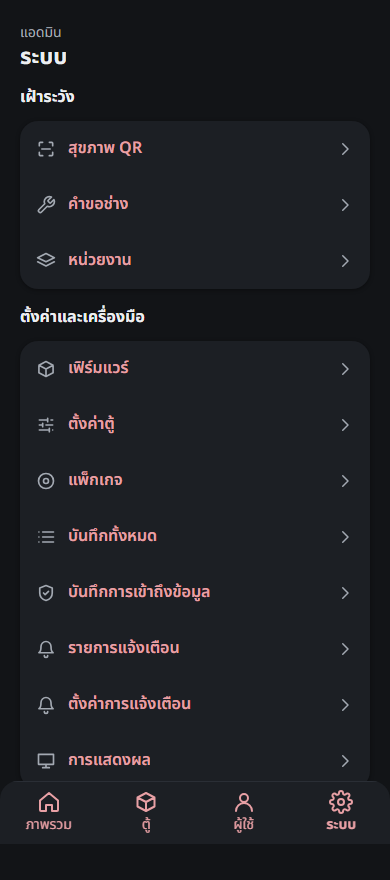 แอดมิน
ระบบ
เฝ้าระวัง
สุขภาพ QR
คำขอช่าง
หน่วยงาน
ตั้งค่าและเครื่องมือ
เฟิร์มแวร์
ตั้งค่าตู้
แพ็กเกจ
บันทึกทั้งหมด
บันทึกการเข้าถึงข้อมูล
รายการแจ้งเตือน
ตั้งค่าการแจ้งเตือน
การแสดงผล
ภาพรวม ตู้ ผู้ใช้ ระบบ